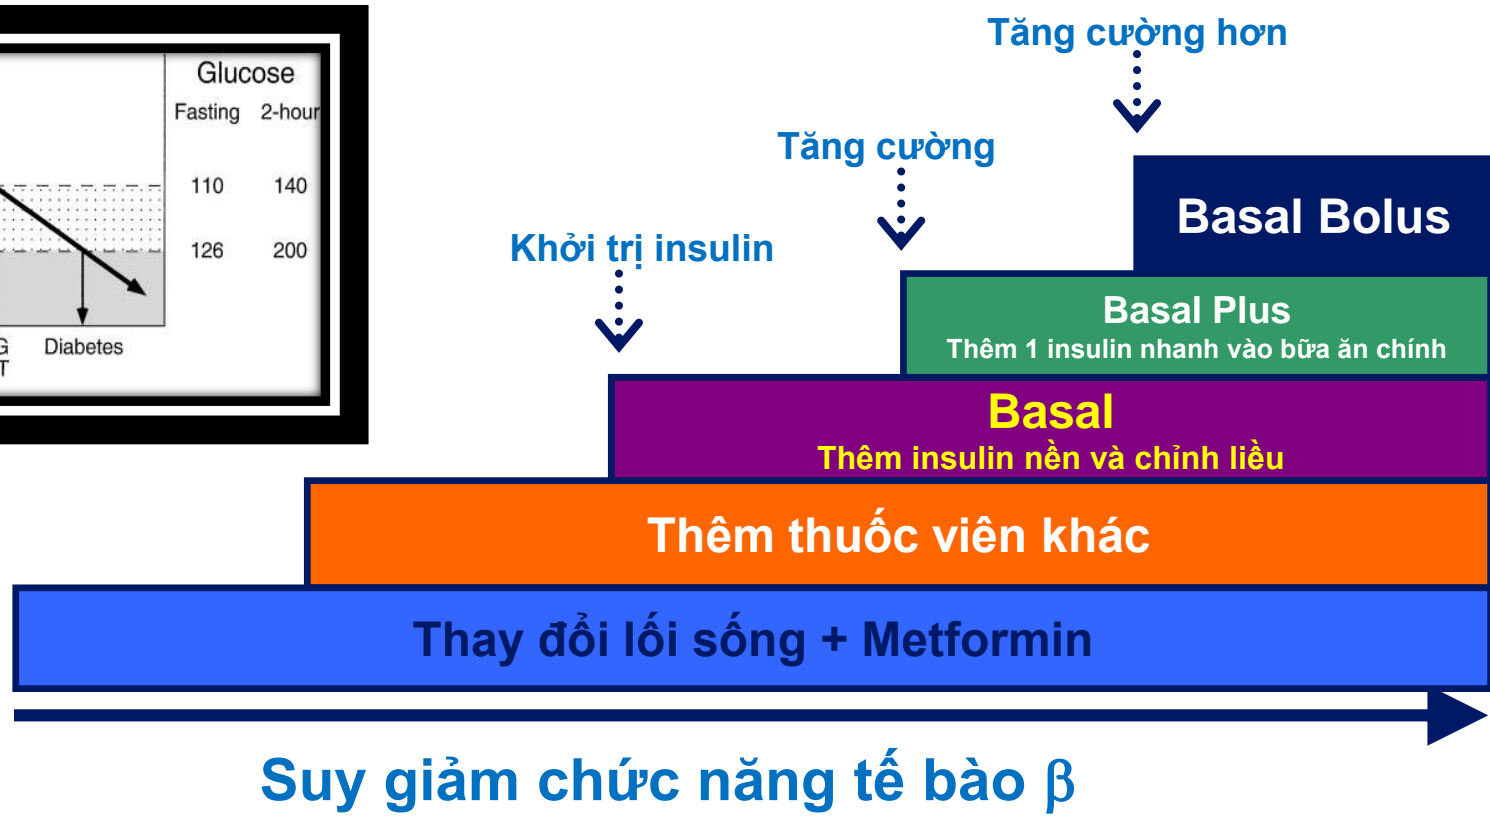 Glucose
Fasting 2-hour
110 140
126 200
G
T
Diabetes
Tăng cường hơn
Tăng cường
Khởi trị insulin
Basal Bolus
Basal Plus
Thêm 1 insulin nhanh vào bữa ăn chính
Basal
Thêm insulin nền và chỉnh liều
Thêm thuốc viên khác
Thay đổi lối sống + Metformin
Suy giảm chức năng tế bào β